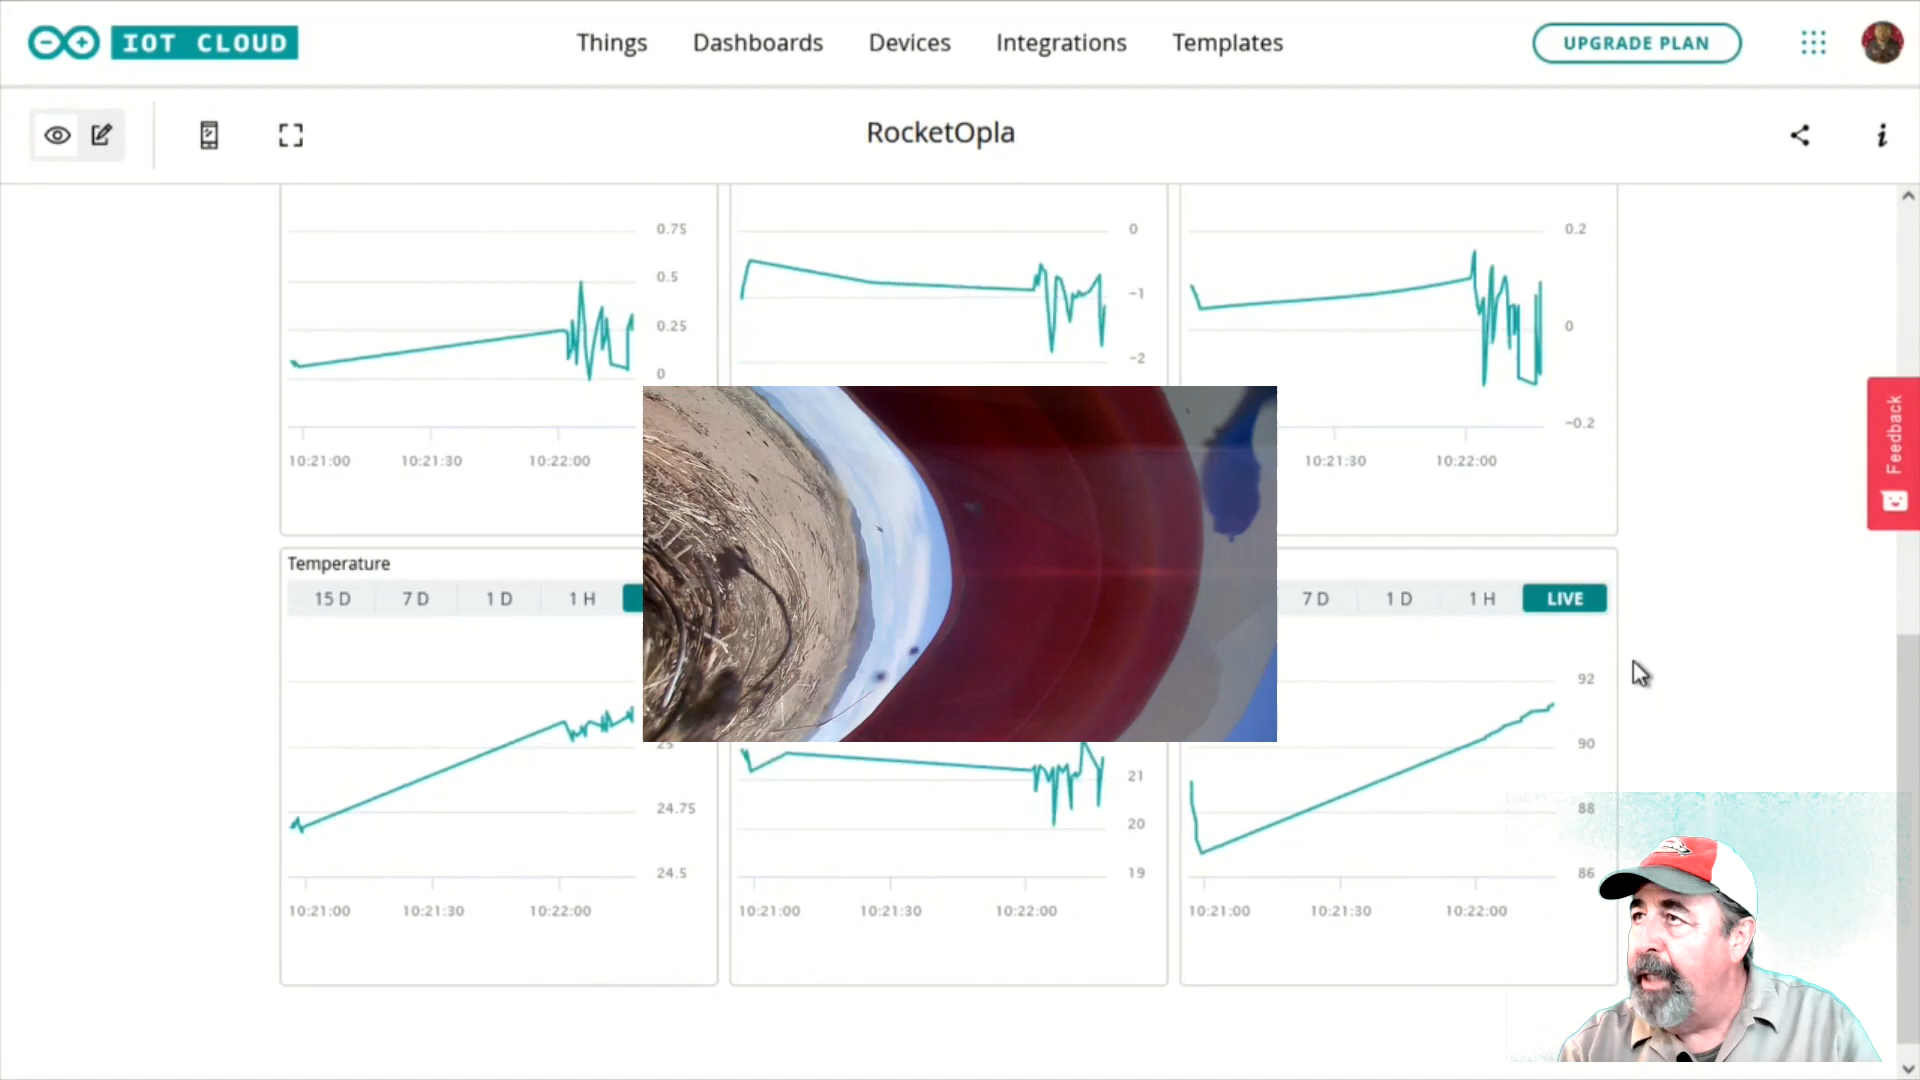 IOT CLOUD
Things Dashboards Devices Integrations Templates
UPGRADE PLAN
RocketOpla
0.75
0.5
0.25
0
10:21:00 10:21:30 10:22:00
0
-1
-2
0.2
0
-0.2
10:21:30 10:22:00
Feedback
Temperature
15 D 7 D 1 D 1 H
25
24.75
24.5
10:21:00 10:21:30 10:22:00
21
20
19
10:21:00 10:21:30 10:22:00
7 D 1 D 1 H LIVE
92
90
88
86
10:21:00 10:21:30 10:22:00